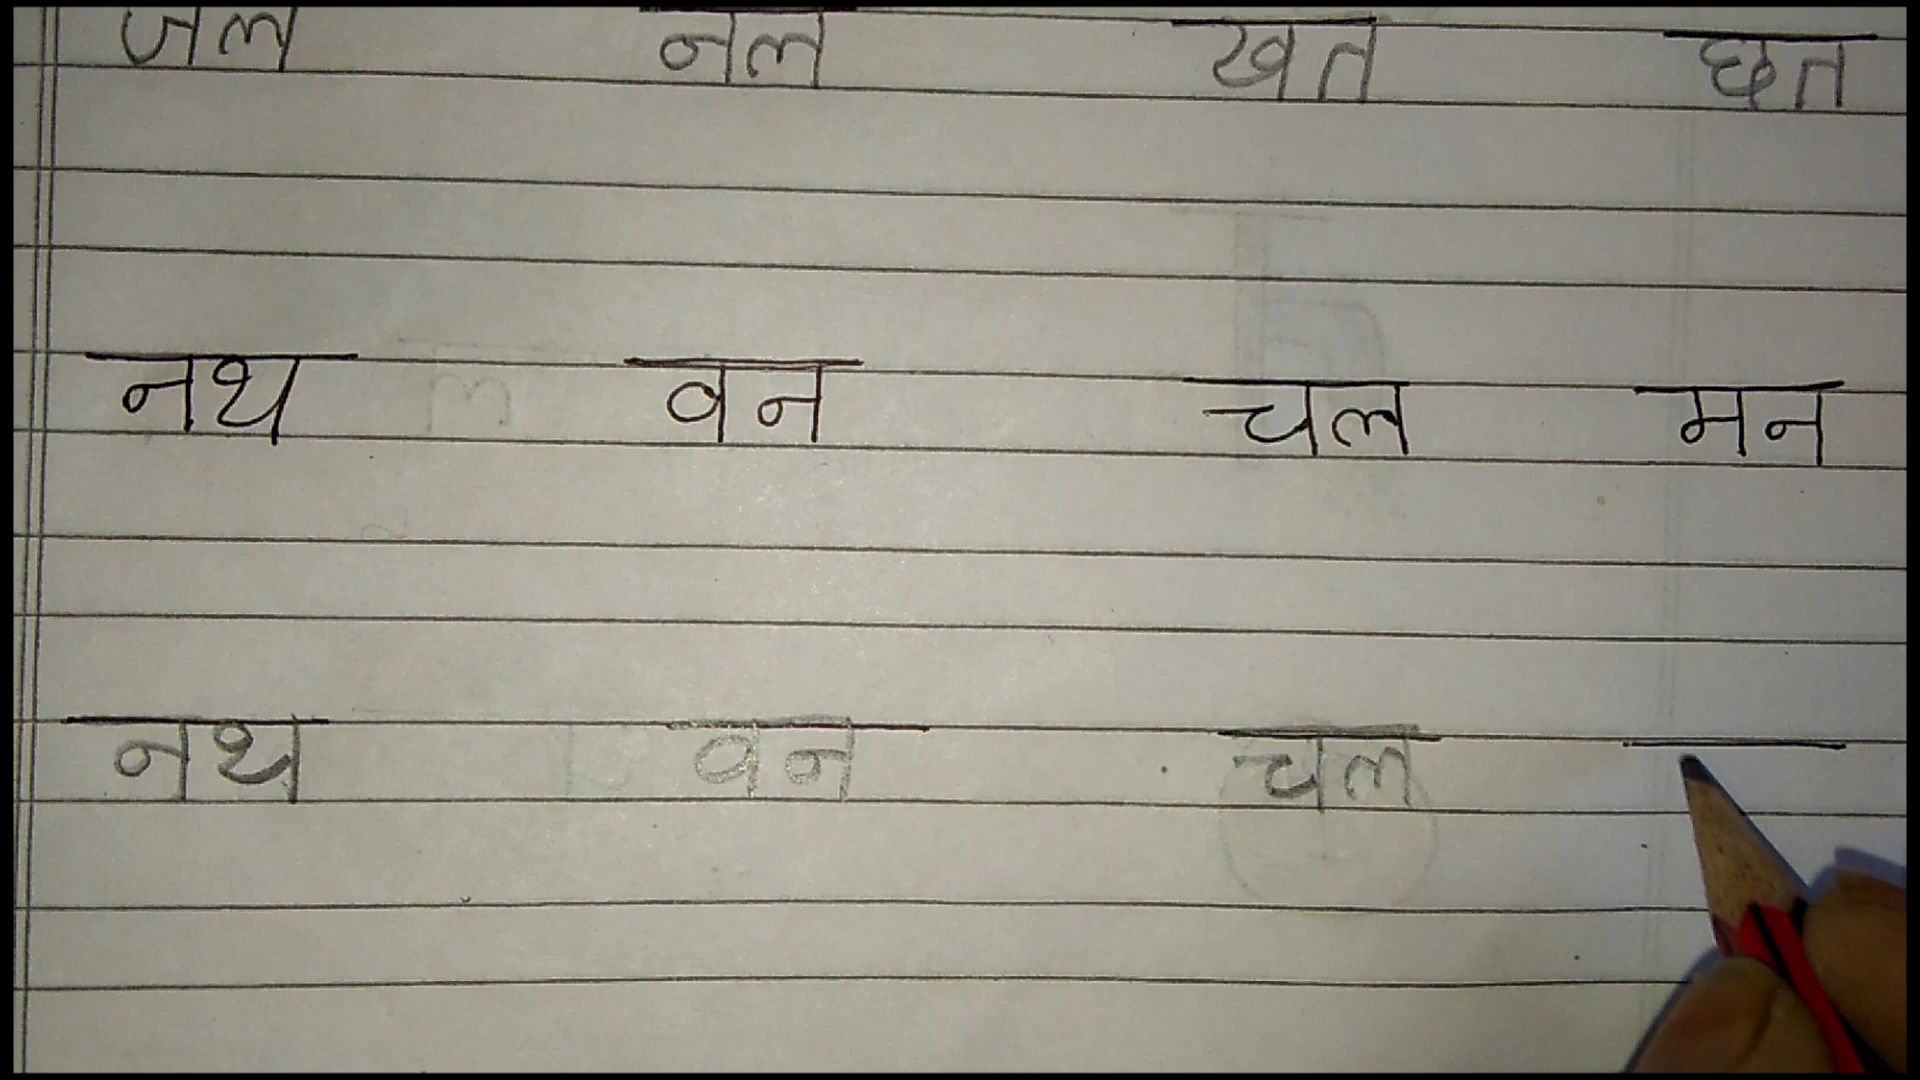 जल नल खत छत
नथ वन चल मन
नथ वन चल